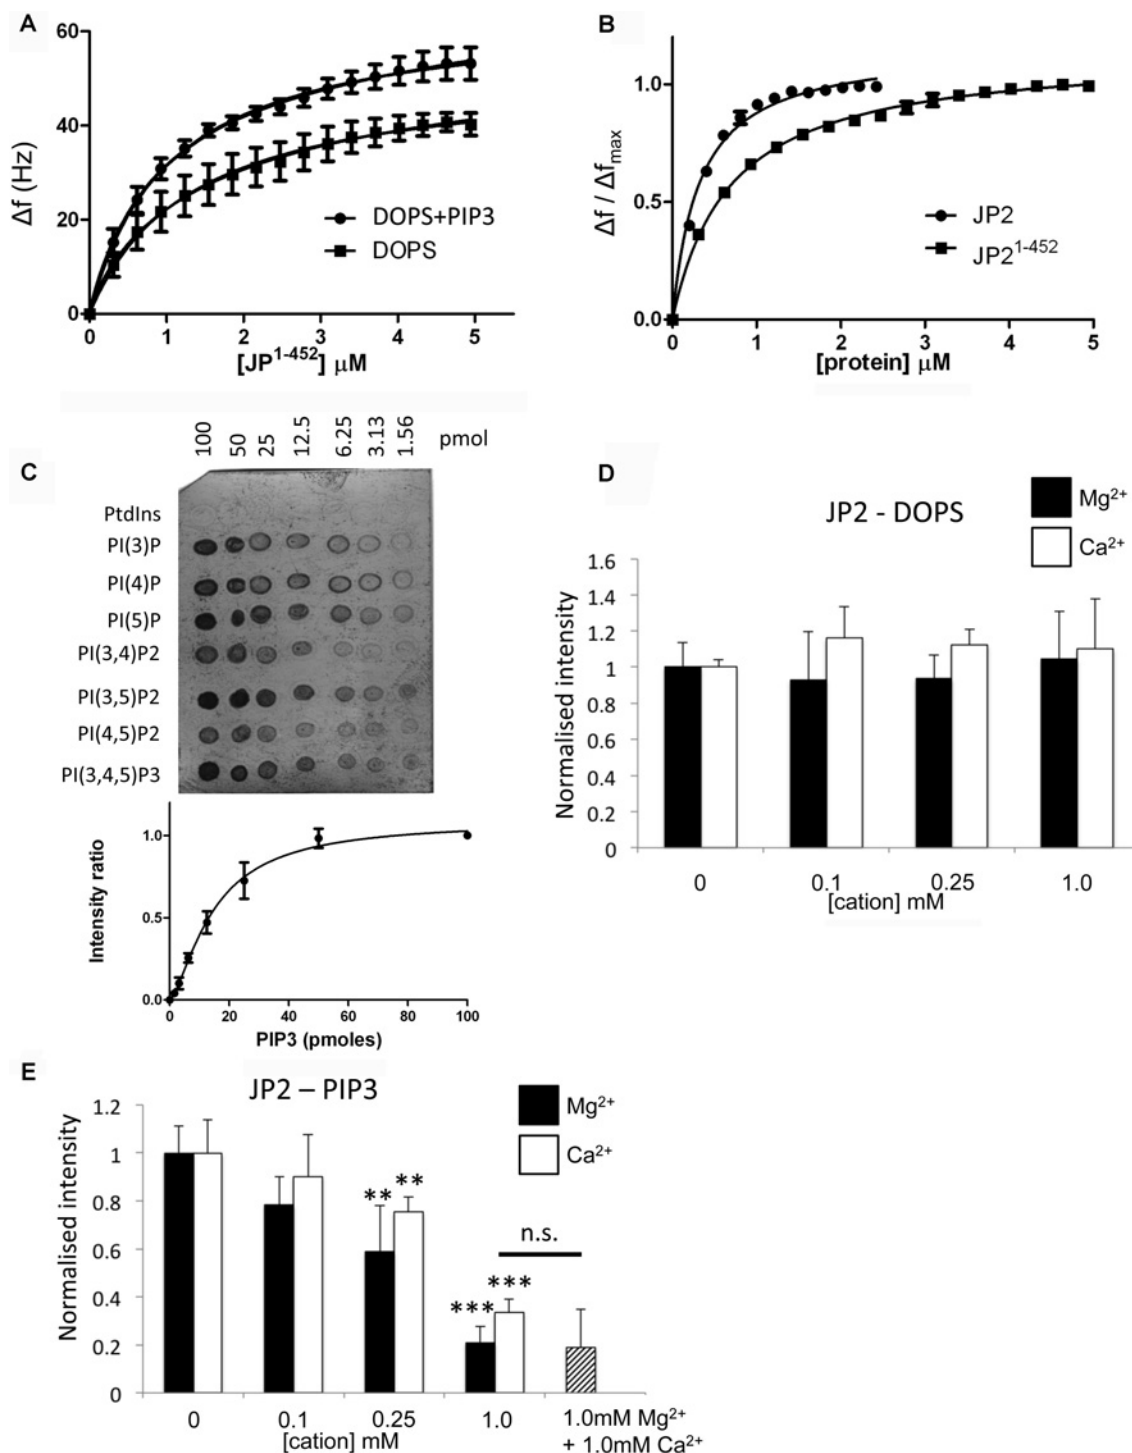 A
60
40
20
0
Δf (Hz)
DOPS+PIP3
DOPS
0 1 2 3 4 5
[JP1-452] μM
B
1.0
0.5
0.0
Δf / Δfmax
JP2
JP21-452
0 1 2 3 4 5
[protein] μM
C
100 50 25 12.5 6.25 3.13 1.56 pmol
PtdIns
PI(3)P
PI(4)P
PI(5)P
PI(3,4)P2
PI(3,5)P2
PI(4,5)P2
PI(3,4,5)P3
1.0
0.5
0.0
Intensity ratio
0 20 40 60 80 100
PIP3 (pmoles)
D
JP2 - DOPS
Mg2+
Ca2+
1.6
1.4
1.2
1
0.8
0.6
0.4
0.2
0
Normalised intensity
0 0.1 0.25 1.0
[cation] mM
E
JP2 – PIP3
Mg2+
Ca2+
1.2
1
0.8
0.6
0.4
0.2
0
Normalised intensity
** **
n.s.
*** ***
0 0.1 0.25 1.0 1.0mM Mg2+
[cation] mM + 1.0mM Ca2+